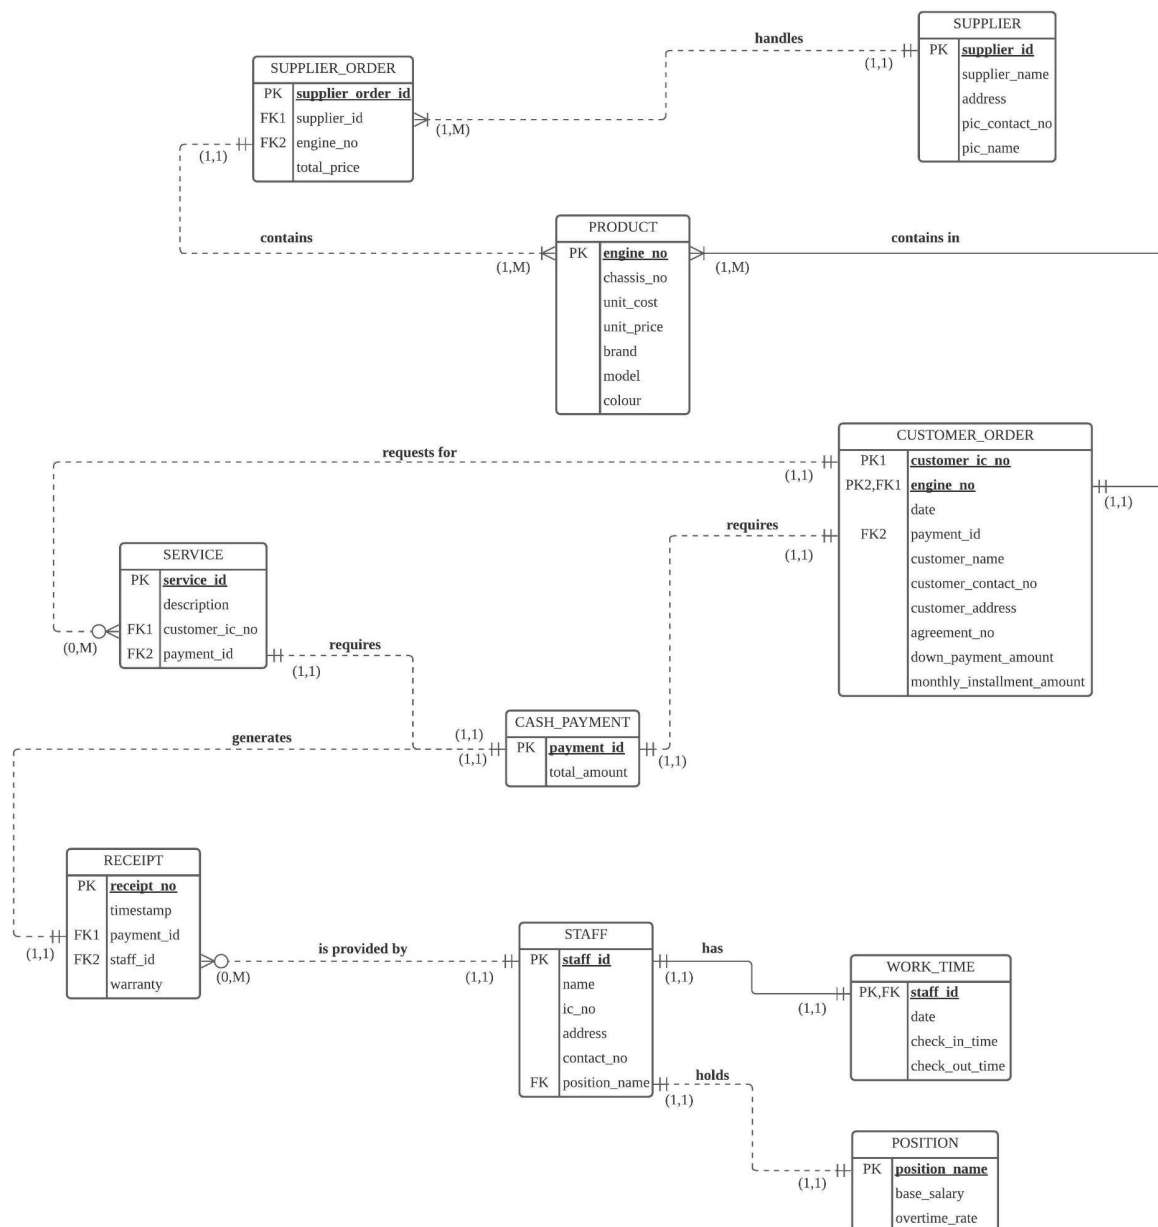 SUPPLIER
PK supplier_id
supplier_name
address
pic_contact_no
pic_name
handles
(1,1)
SUPPLIER_ORDER
PK supplier_order_id
FK1 supplier_id
FK2 engine_no
total_price
(1,M)
(1,1)
contains
(1,M)
PRODUCT
PK engine_no
chassis_no
unit_cost
unit_price
brand
model
colour
contains in
(1,M)
CUSTOMER_ORDER
PK1 customer_ic_no
PK2,FK1 engine_no
date
FK2 payment_id
customer_name
customer_contact_no
customer_address
agreement_no
down_payment_amount
monthly_installment_amount
(1,1)
requests for
(1,1)
requires
(1,1)
SERVICE
PK service_id
description
FK1 customer_ic_no
FK2 payment_id
(0,M)
requires
(1,1)
CASH_PAYMENT
PK payment_id
total_amount
(1,1)
(1,1)
(1,1)
generates
RECEIPT
PK receipt_no
timestamp
FK1 payment_id
FK2 staff_id
warranty
(1,1)
(0,M)
is provided by
(1,1)
STAFF
PK staff_id
name
ic_no
address
contact_no
FK position_name
has
(1,1)
(1,1)
WORK_TIME
PK,FK staff_id
date
check_in_time
check_out_time
holds
(1,1)
(1,1)
POSITION
PK position_name
base_salary
overtime_rate